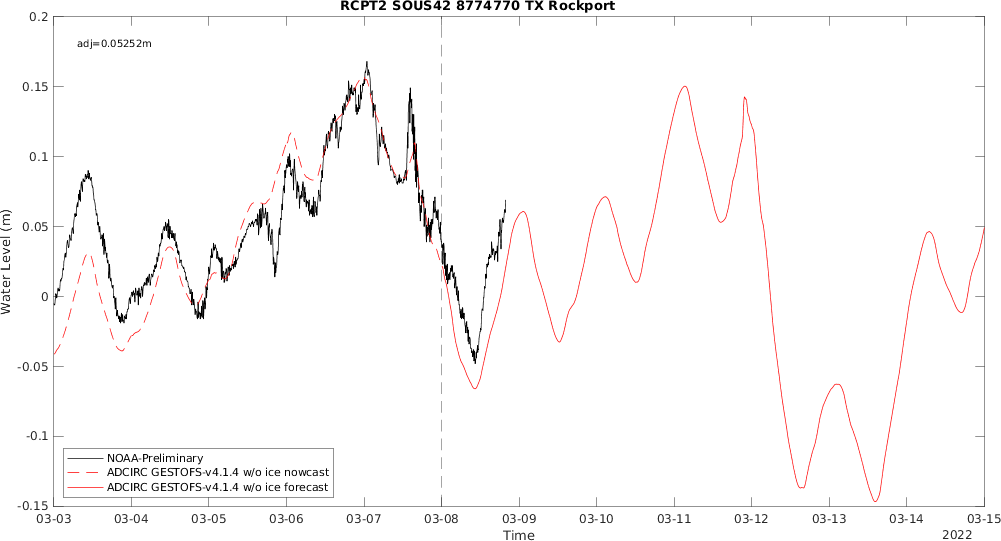 RCPT2 SOUS42 8774770 TX Rockport
adj=0.05252m
0.2
0.15
0.1
0.05
0
-0.05
-0.1
-0.15
Water Level (m)
NOAA-Preliminary
ADCIRC GESTOFS-v4.1.4 w/o ice nowcast
ADCIRC GESTOFS-v4.1.4 w/o ice forecast
03-03 03-04 03-05 03-06 03-07 03-08 03-09 03-10 03-11 03-12 03-13 03-14 03-15
Time
2022